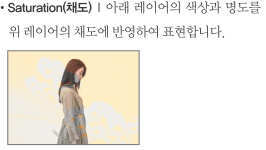 • Saturation(채도) | 아래 레이어의 색상과 명도를
위 레이어의 채도에 반영하여 표현합니다.